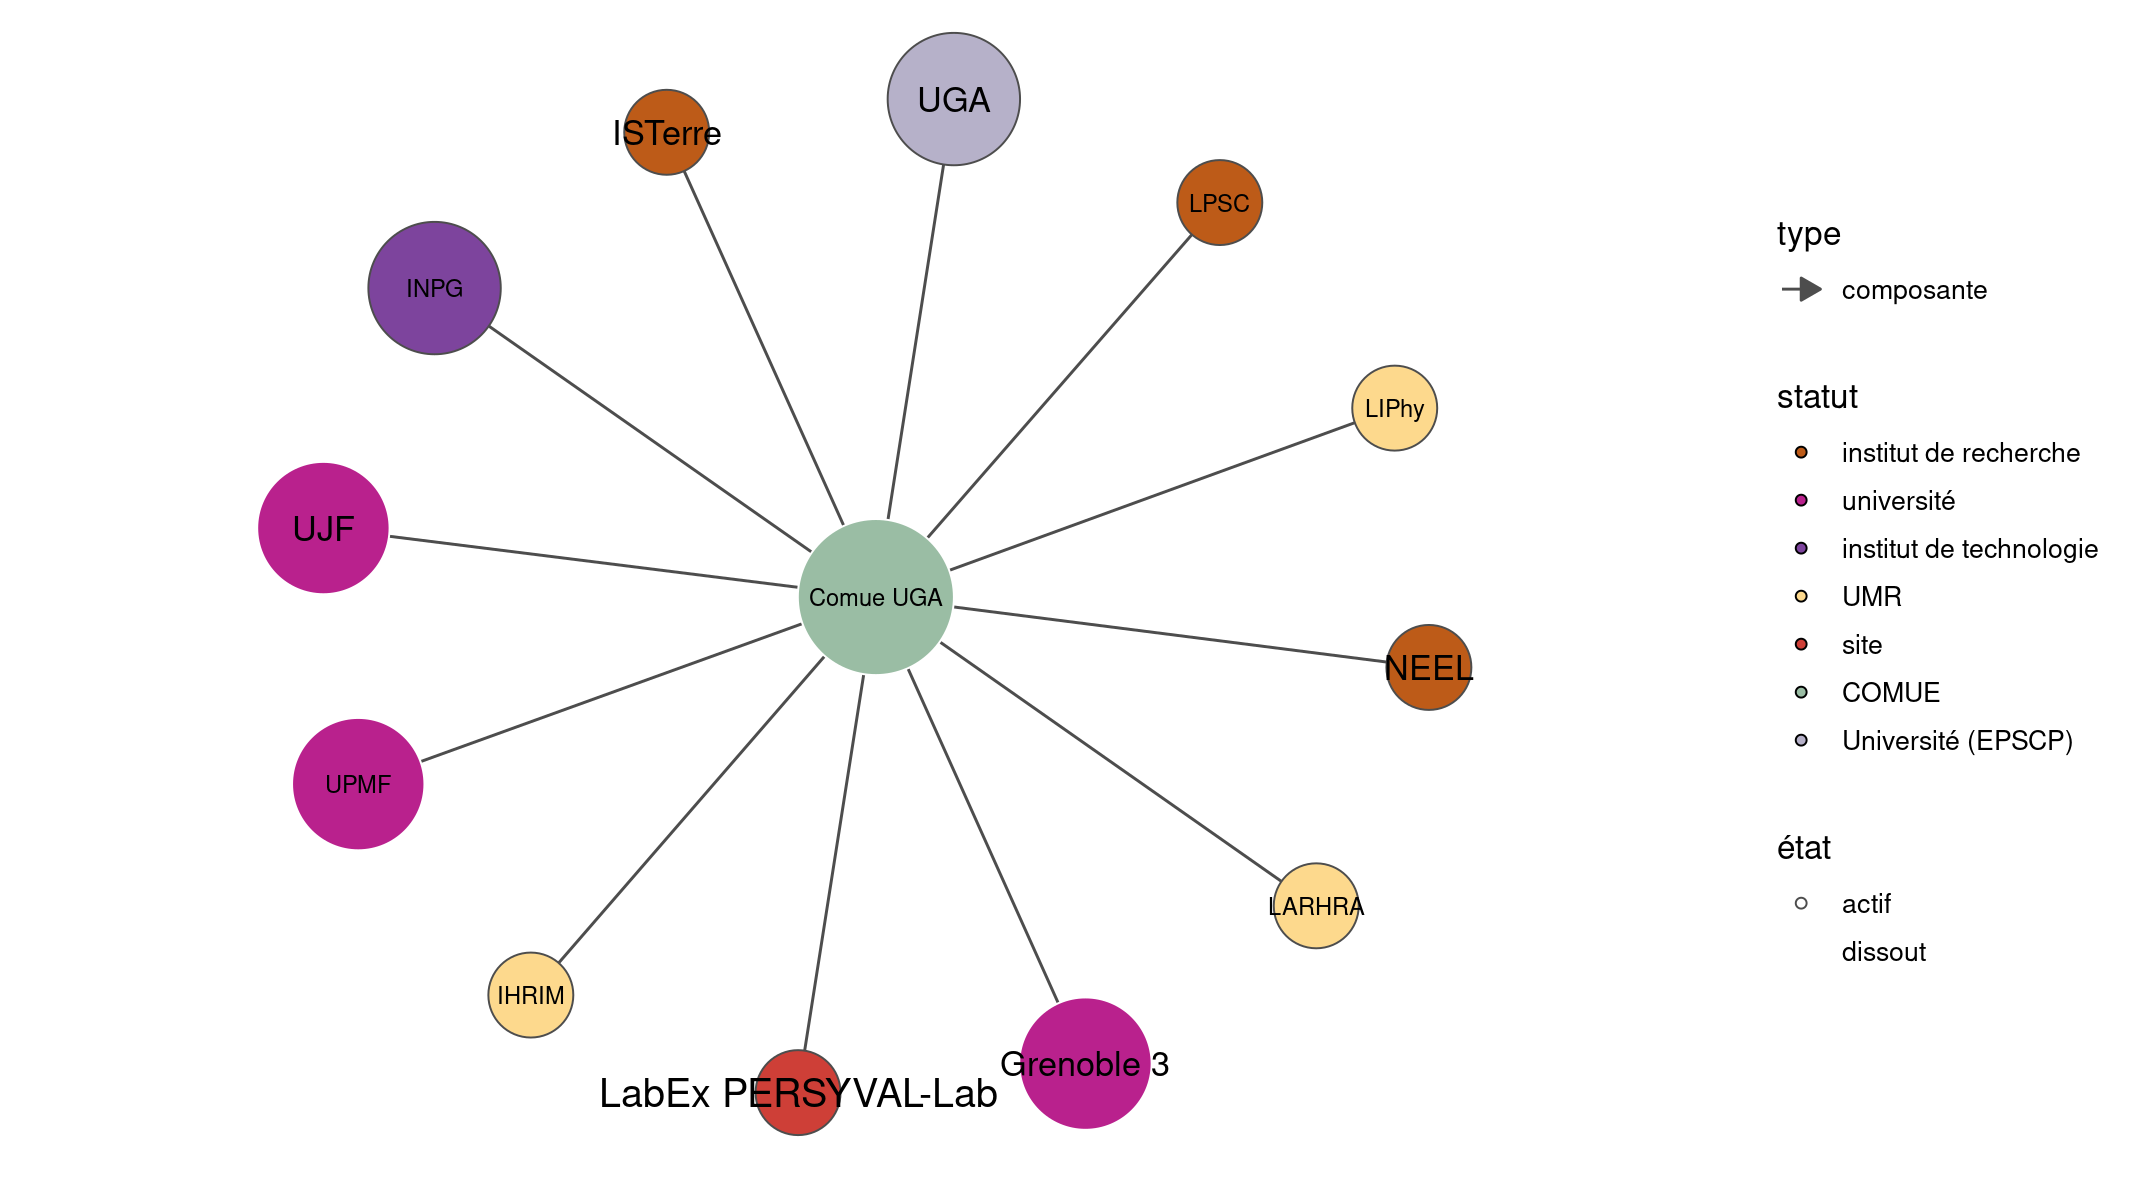 UGA
ISTerre
LPSC
INPG
LIPhy
UJF
Comue UGA
NEEL
UPMF
LARHRA
IHRIM
Grenoble 3
LabEx PERSYVAL-Lab
type
composante
statut
institut de recherche
université
institut de technologie
UMR
site
COMUE
Université (EPSCP)
état
actif
dissout